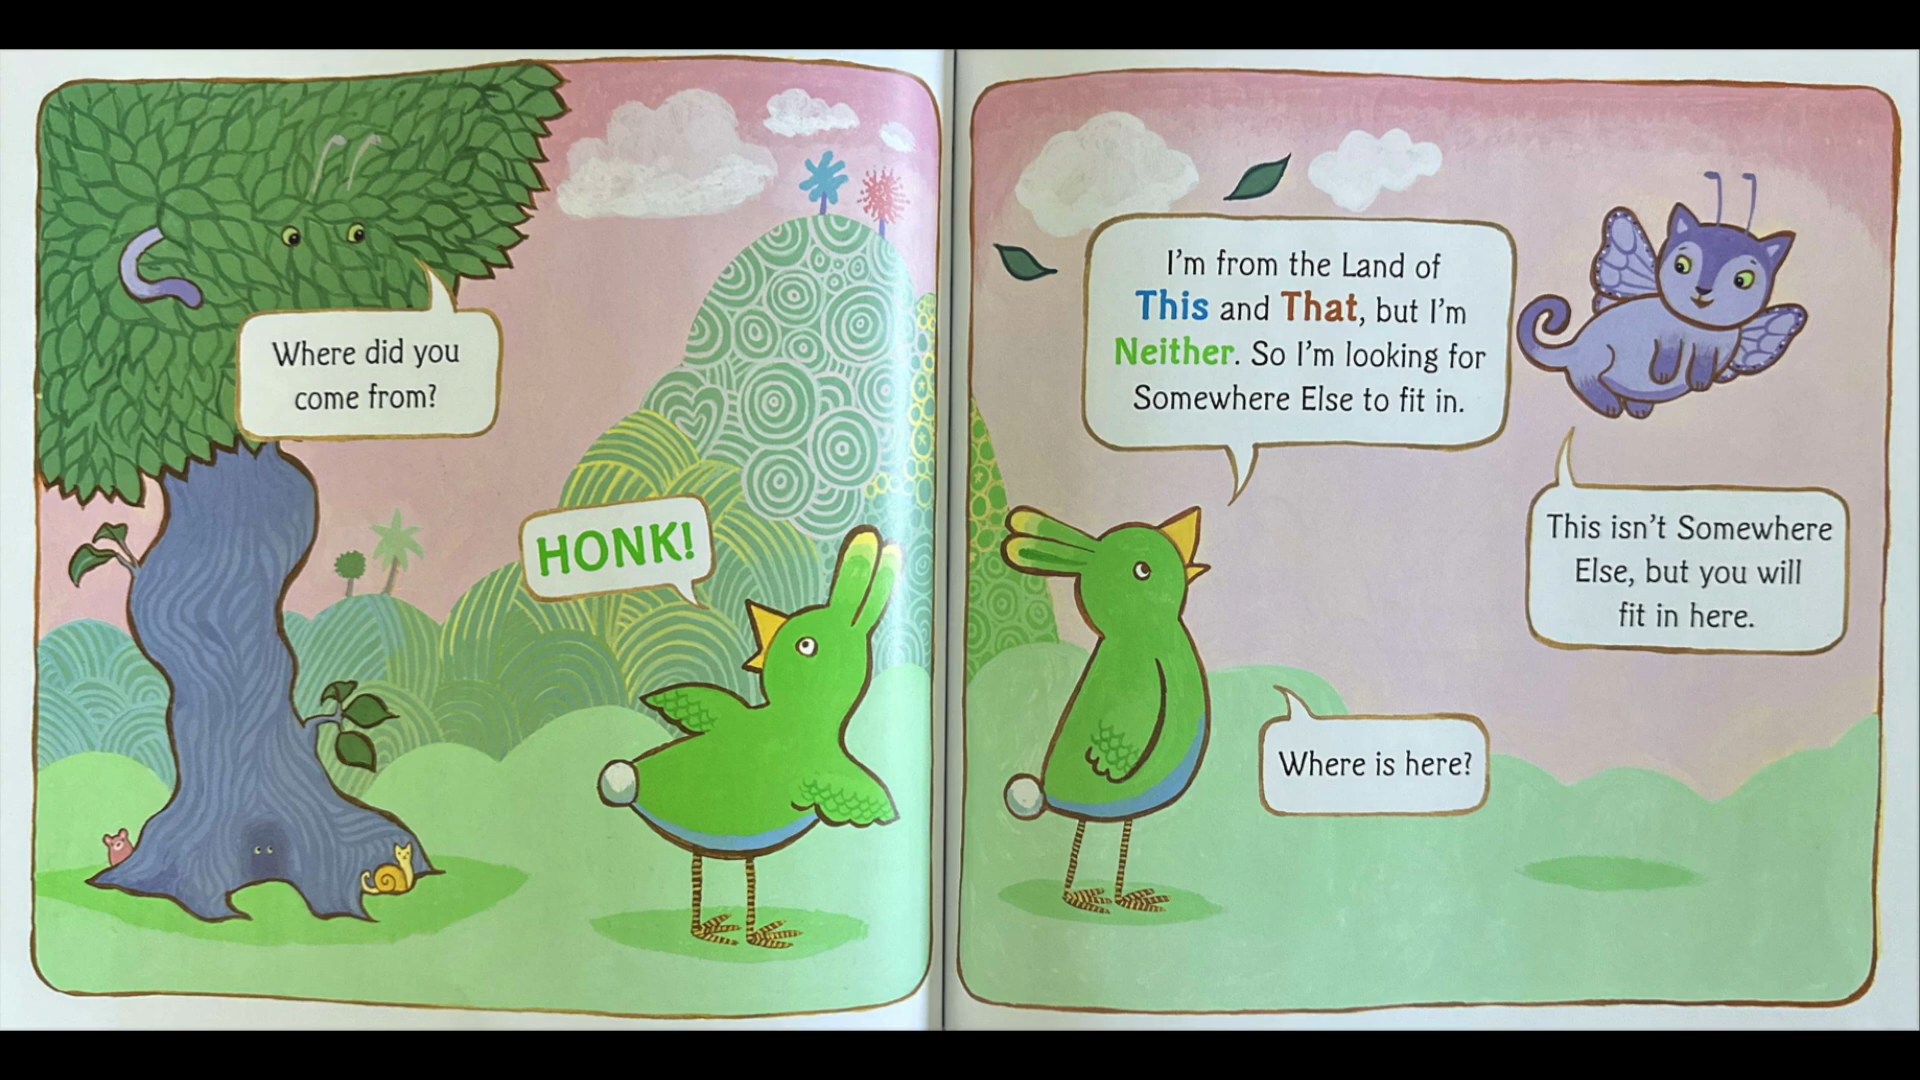 Where did you
come from?
HONK!
I'm from the Land of
This and That, but I'm
Neither. So I'm looking for
Somewhere Else to fit in.
This isn't Somewhere
Else, but you will
fit in here.
Where is here?